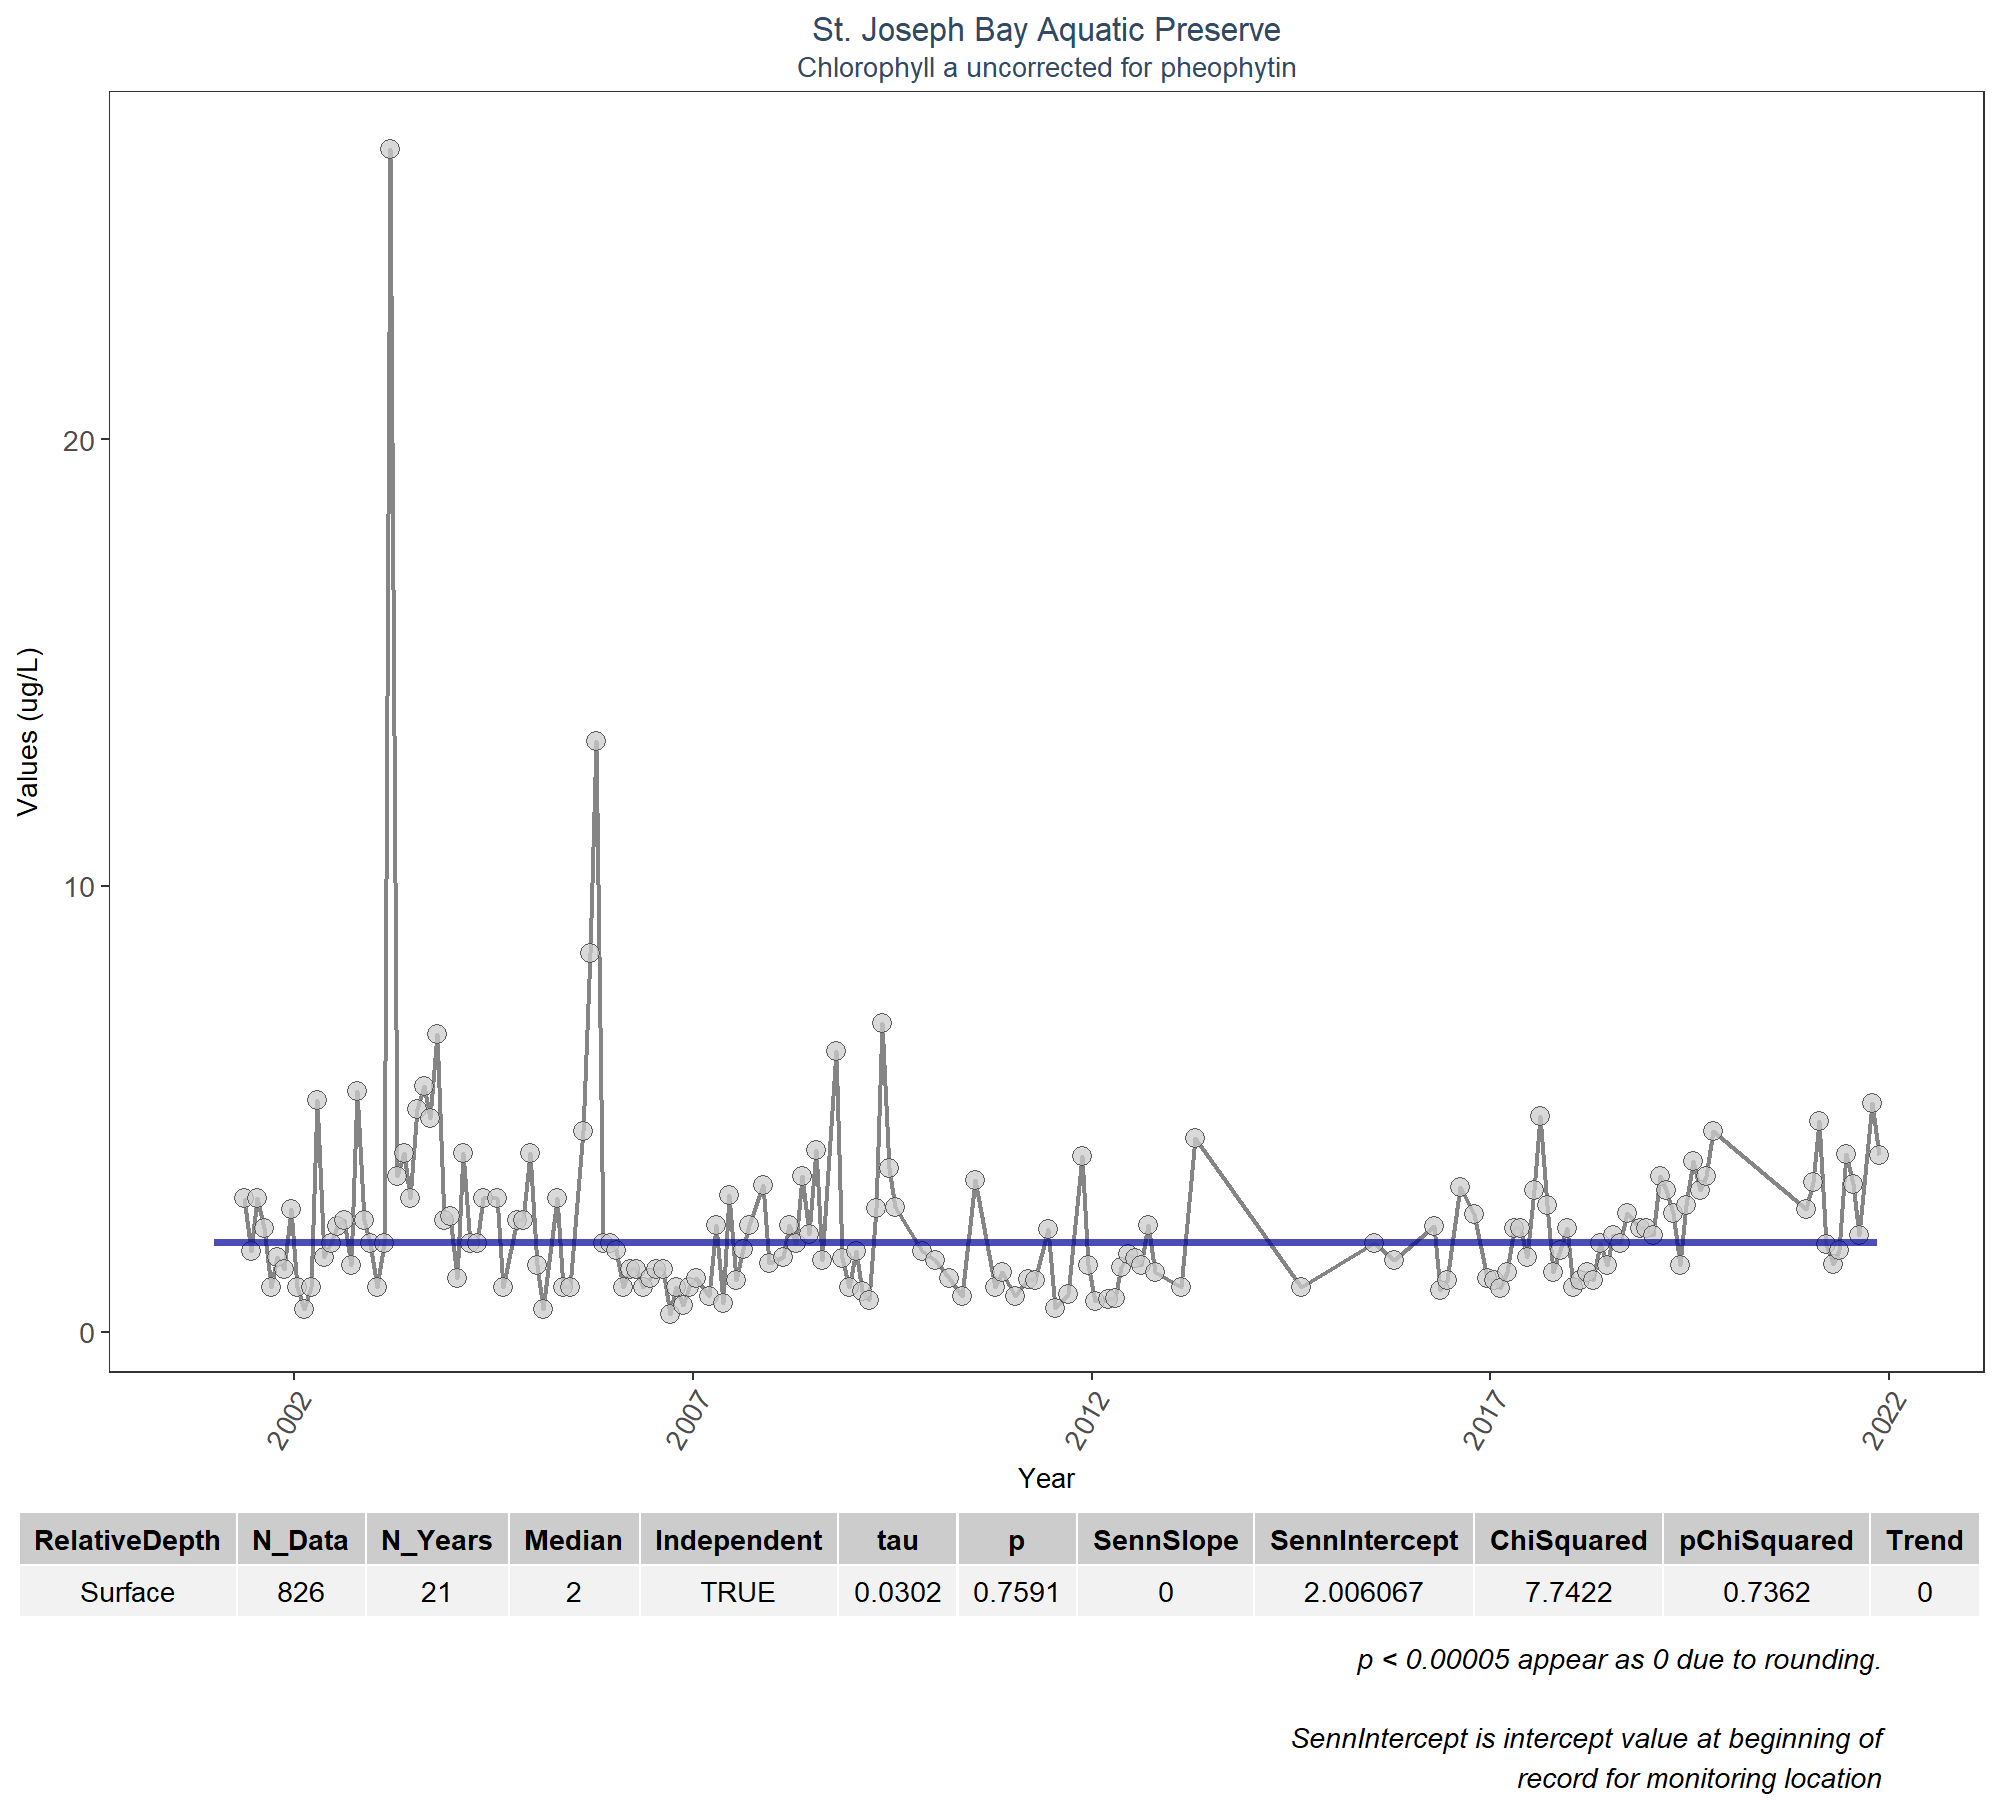 St. Joseph Bay Aquatic Preserve
Chlorophyll a uncorrected for pheophytin
Values (ug/L)
20
10
0
2002 2007 2012 2017 2022
Year
RelativeDepth N_Data N_Years Median Independent tau p SennSlope SennIntercept ChiSquared pChiSquared Trend
Surface 826 21 2 TRUE 0.0302 0.7591 0 2.006067 7.7422 0.7362 0
p < 0.00005 appear as 0 due to rounding.
SennIntercept is intercept value at beginning of
record for monitoring location